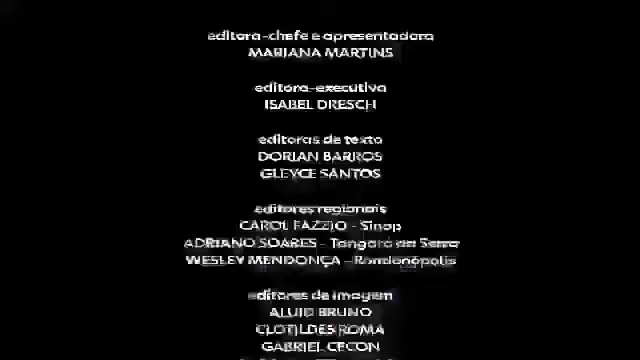 editora-chefe e apresentadora
MARIANA MARTINS
editora-executiva
ISABEL DRESCH
editoras de texto
DORIAN BARROS
GLEYCE SANTOS
editores regionais
CAROL FAZZIO - Sinop
ADRIANO SOARES - Tangará da Serra
WESLEY MENDONÇA - Rondonópolis
editores de imagem
ALUID BRUNO
CLOTILDES ROMA
GABRIEL CECON